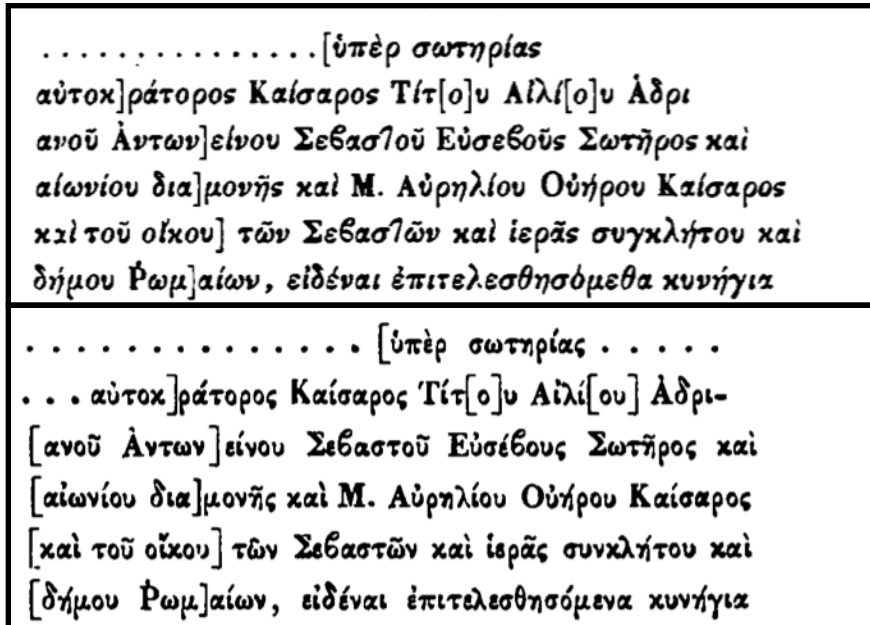 . . . . . . . . . . . . . . . [ὑπὲρ σωτηρίας
αὐτοκ]ράτορος Καίσαρος Τίτ[ο]υ Αἰλί[ο]υ Ἁδρι
ανοῦ Ἀντων]είνου Σεβασ7οῦ Εὐσεβοῦς Σωτῆρος καὶ
αἰωνίου δια]μονῆς καὶ Μ. Αὐρηλίου Οὐήρου Καίσαρος
καὶ τοῦ οἴκου] τῶν Σεβασ7ῶν καὶ ἱερᾶς συγκλήτου καὶ
δήμου Ῥωμ]αίων, εἰδέναι ἐπιτελεσθησόμεθα κυνήγια
. . . . . . . . . . . . . . . [ὑπὲρ σωτηρίας . . . . .
. . . αὐτοκ]ράτορος Καίσαρος Τίτ[ο]υ Αἰλί[ου] Ἀδρι-
[ανοῦ Ἀντων]είνου Σεβαστοῦ Εὐσέβους Σωτῆρος καὶ
[αἰωνίου δια]μονῆς καὶ Μ. Αὐρηλίου Οὐήρου Καίσαρος
[καὶ τοῦ οἴκου] τῶν Σεβαστῶν καὶ ἱερᾶς συνκλήτου καὶ
[δήμου Ῥωμ]αίων, εἰδέναι ἐπιτελεσθησόμενα κυνήγια